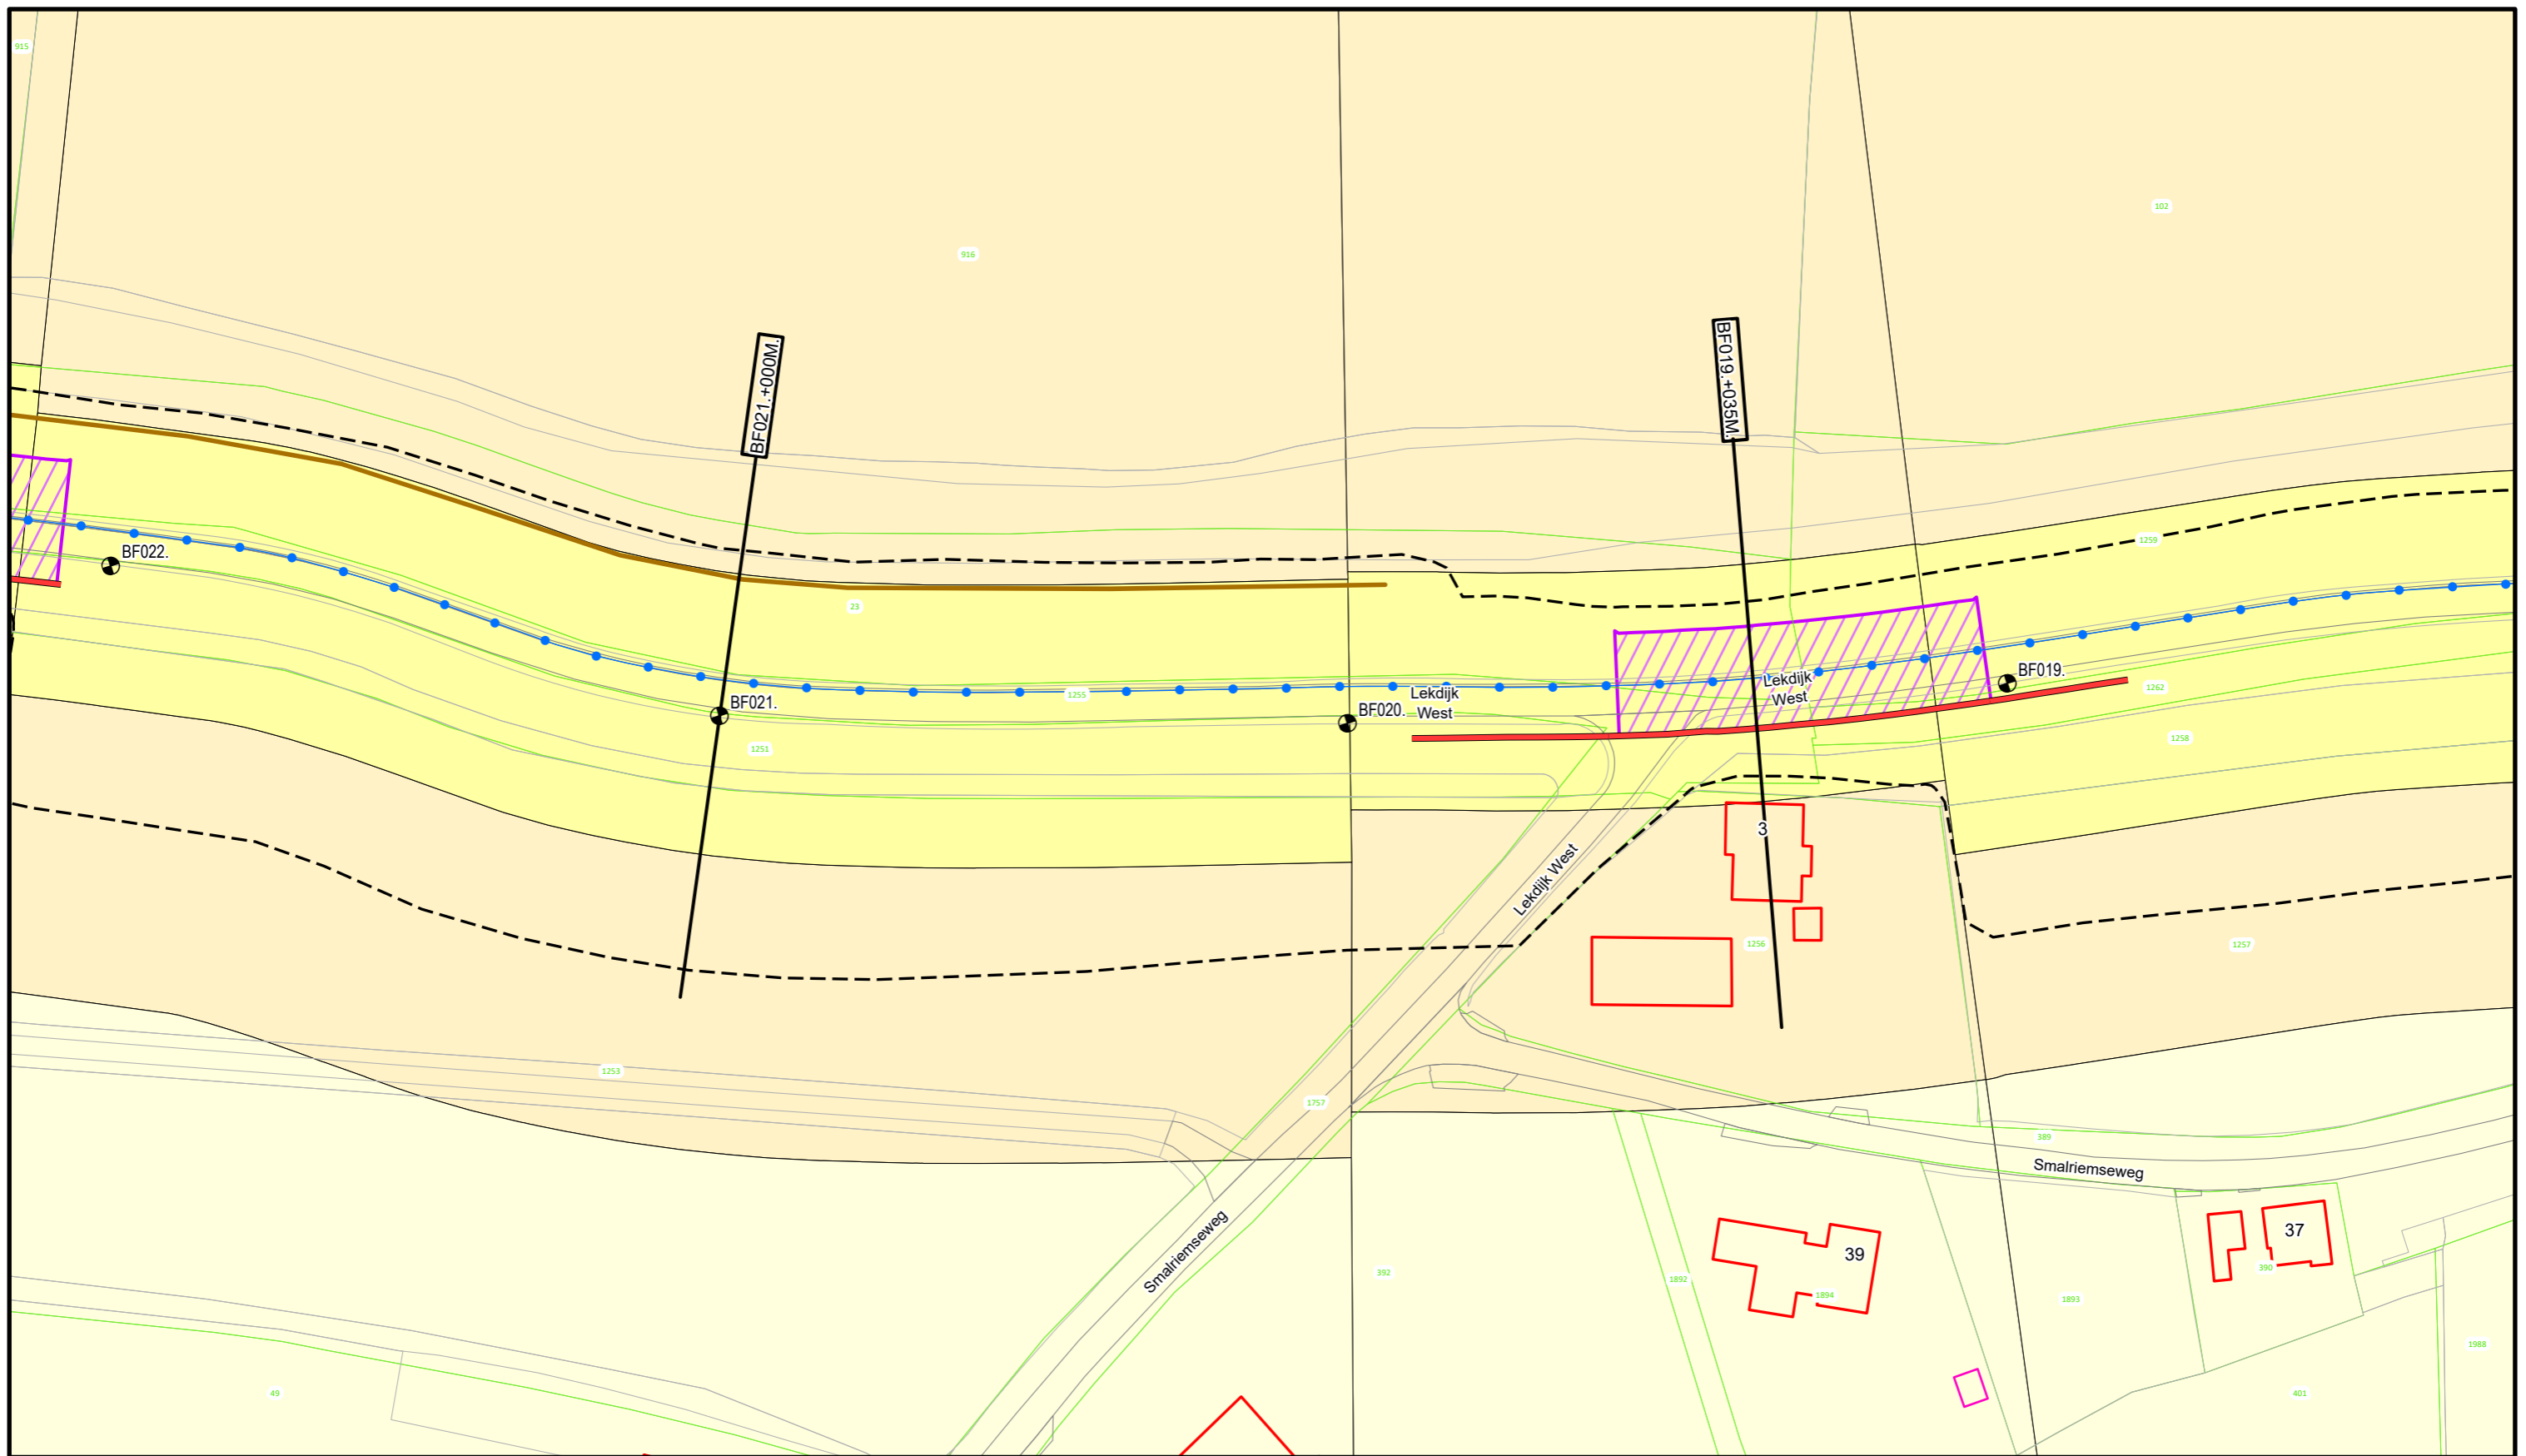 915
102
916
BF019.+035M.
BF021.+000M.
1259
BF022.
23
BF019.
Lekdijk
West
1262
1255
Lekdijk
West
BF021.
BF020.
1251
1258
3
Lekdijk West
1256
1257
1253
1757
389
Smalriemseweg
37
Smalriemseweg
39
390
392
1892
1894
1893
1988
49
401